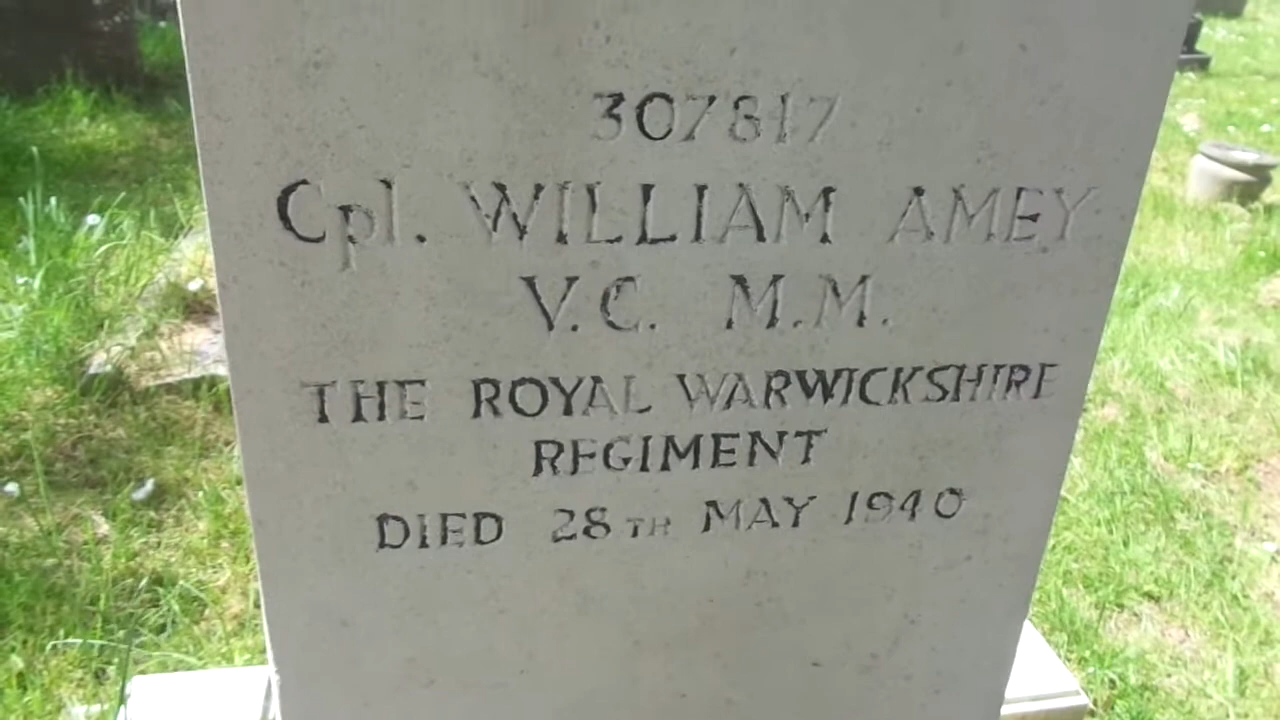 307817
Cpl. WILLIAM AMEY
V.C. M.M.
THE ROYAL WARWICKSHIRE
REGIMENT
DIED 28TH MAY 1940